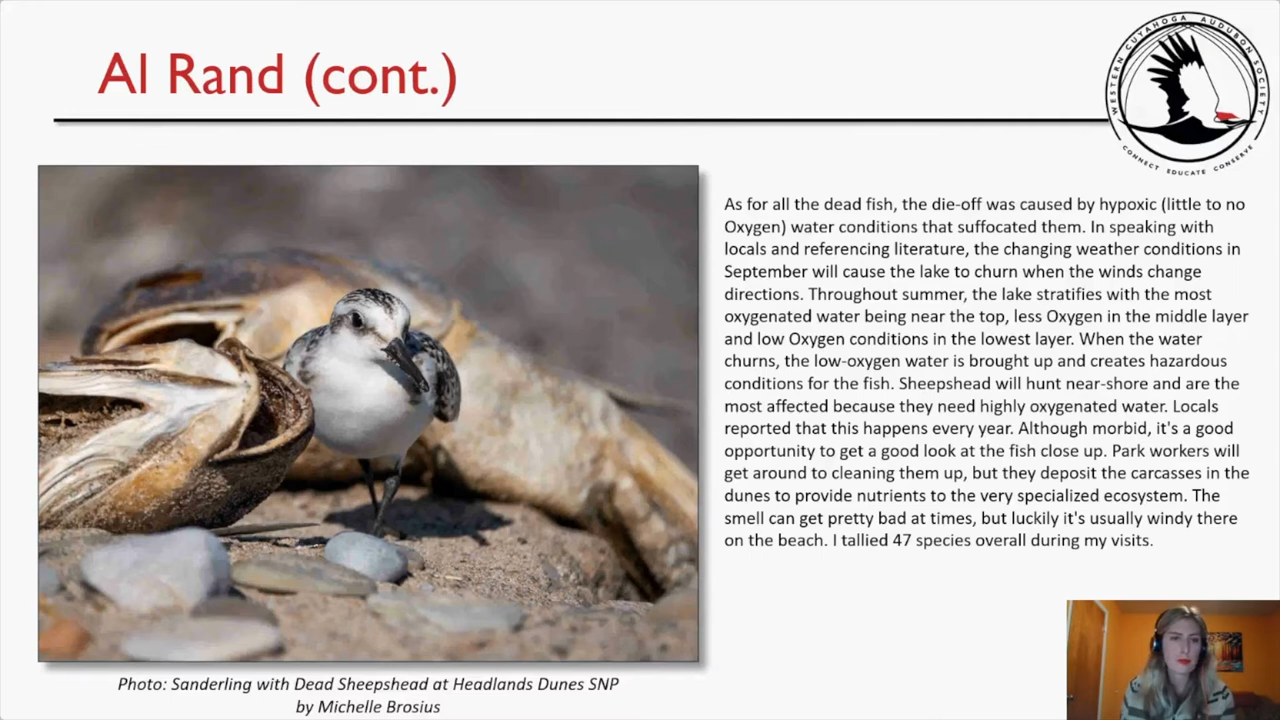 Al Rand (cont.)
WESTERN CUYAHOGA AUDUBON SOCIETY
CONNECT EDUCATE CONSERVE
As for all the dead fish, the die-off was caused by hypoxic (little to no
Oxygen) water conditions that suffocated them. In speaking with
locals and referencing literature, the changing weather conditions in
September will cause the lake to churn when the winds change
directions. Throughout summer, the lake stratifies with the most
oxygenated water being near the top, less Oxygen in the middle layer
and low Oxygen conditions in the lowest layer. When the water
churns, the low-oxygen water is brought up and creates hazardous
conditions for the fish. Sheepshead will hunt near-shore and are the
most affected because they need highly oxygenated water. Locals
reported that this happens every year. Although morbid, it's a good
opportunity to get a good look at the fish close up. Park workers will
get around to cleaning them up, but they deposit the carcasses in the
dunes to provide nutrients to the very specialized ecosystem. The
smell can get pretty bad at times, but luckily it's usually windy there
on the beach. I tallied 47 species overall during my visits.
Photo: Sanderling with Dead Sheepshead at Headlands Dunes SNP
by Michelle Brosius